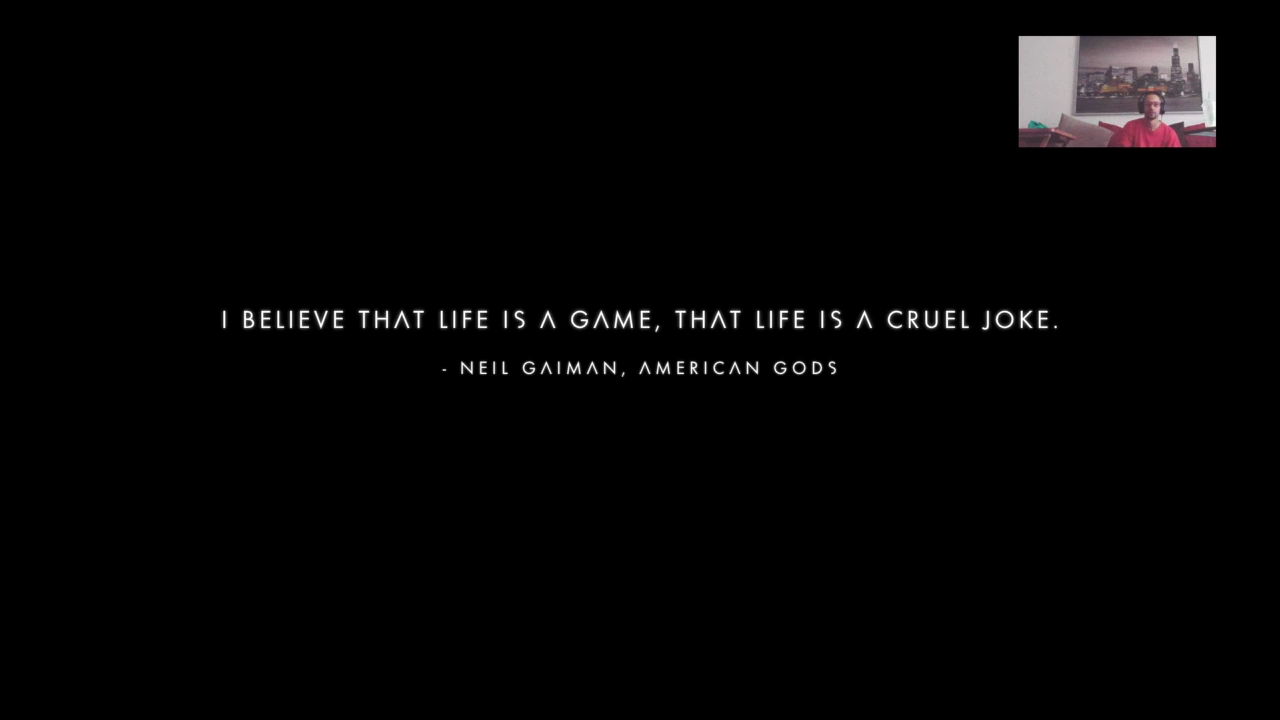 I BELIEVE THAT LIFE IS A GAME, THAT LIFE IS A CRUEL JOKE.
- NEIL GAIMAN, AMERICAN GODS